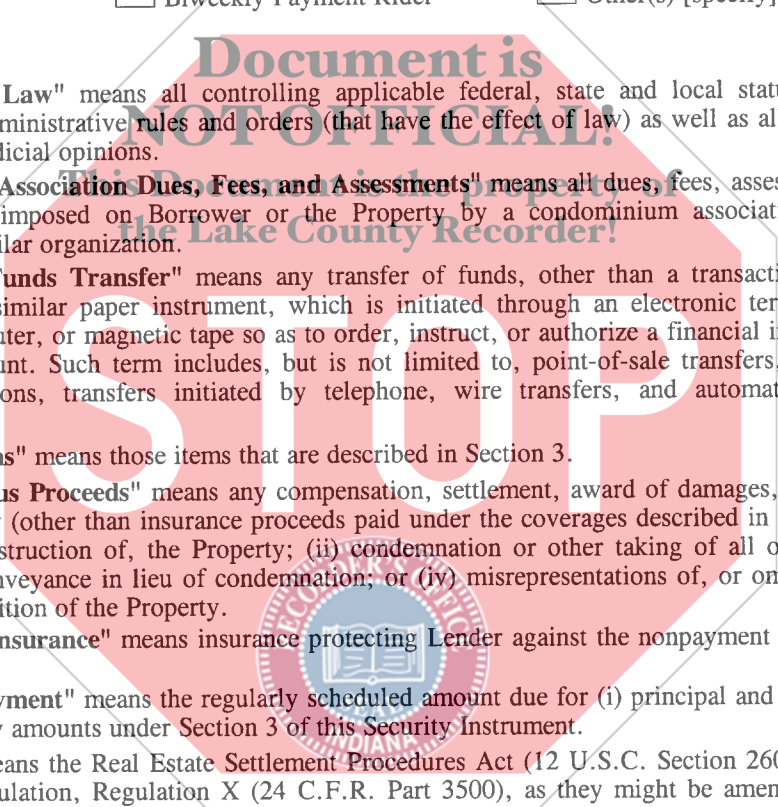 Biweekly Payment Rider Other(s) [specify]
Document is
Law" means all controlling applicable federal, state and local statu
NOT OFFICIAL!
ministrative rules and orders (that have the effect of law) as well as al
dicial opinions.
This Document is the property of
Association Dues, Fees, and Assessments" means all dues, fees, asses
imposed on Borrower or the Property by a condominium associat
the Lake County Recorder!
ilar organization.
Funds Transfer" means any transfer of funds, other than a transacti
similar paper instrument, which is initiated through an electronic ter
uter, or magnetic tape so as to order, instruct, or authorize a financial i
unt. Such term includes, but is not limited to, point-of-sale transfers,
ons, transfers initiated by telephone, wire transfers, and automat
STOP
ns" means those items that are described in Section 3.
us Proceeds" means any compensation, settlement, award of damages,
(other than insurance proceeds paid under the coverages described in
struction of, the Property; (ii) condemnation or other taking of all o
nveyance in lieu of condemnation; or (iv) misrepresentations of, or om
ition of the Property.
RECORDER'S OFFICE
nsurance" means insurance protecting Lender against the nonpayment
yment" means the regularly scheduled amount due for (i) principal and
y amounts under Section 3 of this Security Instrument.
INDIANA
eans the Real Estate Settlement Procedures Act (12 U.S.C. Section 260
ulation, Regulation X (24 C.F.R. Part 3500), as they might be amen